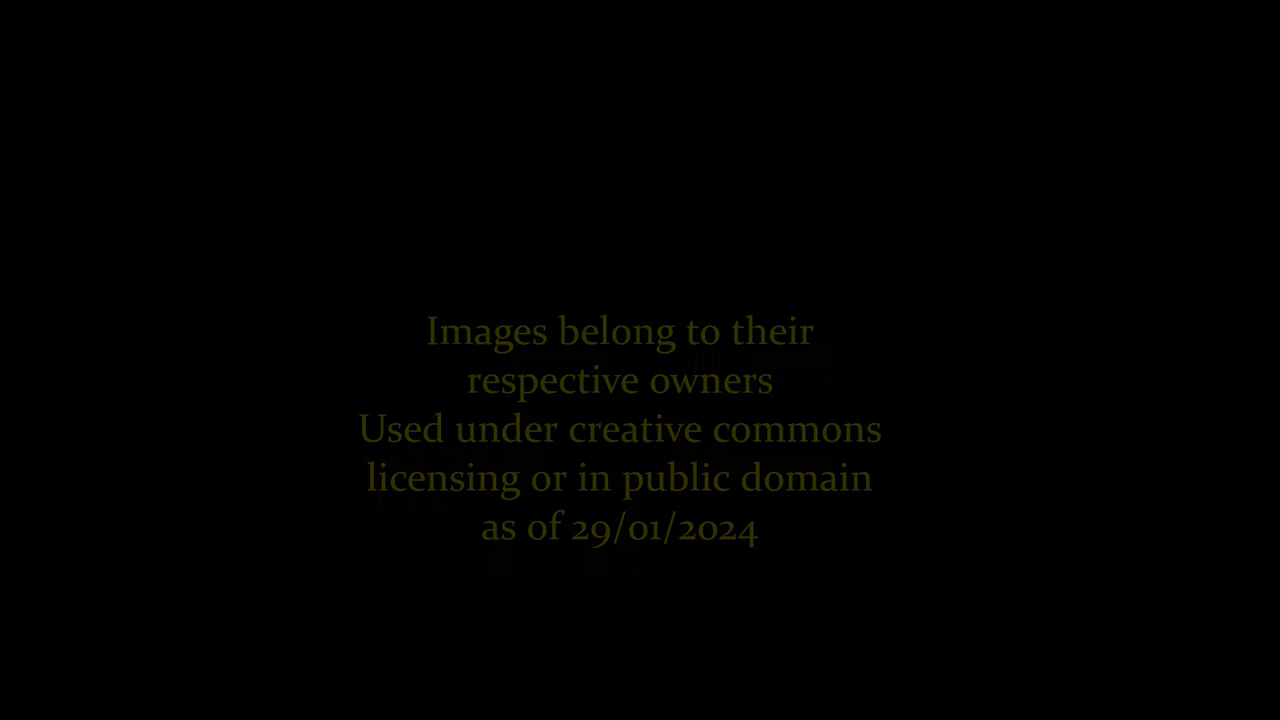 Images belong to their
respective owners
Used under creative commons
licensing or in public domain
as of 29/01/2024